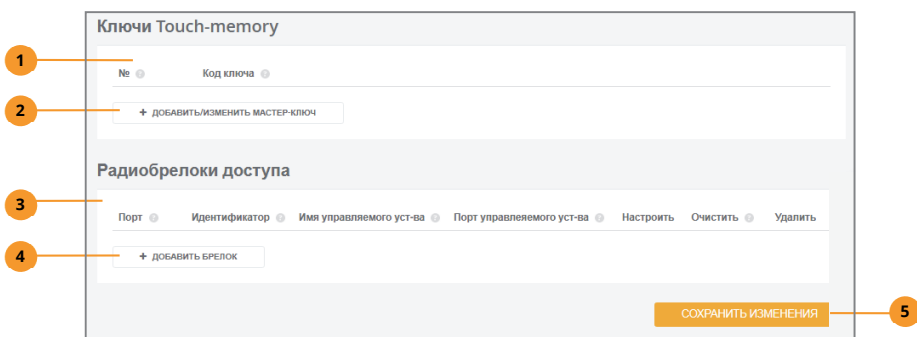 Ключи Touch-memory
1
№ ? Код ключа ?
2
+ ДОБАВИТЬ/ИЗМЕНИТЬ МАСТЕР-КЛЮЧ
Радиобрелоки доступа
3
Порт ? Идентификатор ? Имя управляемого уст-ва ? Порт управляемого уст-ва ? Настроить Очистить ? Удалить
4
+ ДОБАВИТЬ БРЕЛОК
СОХРАНИТЬ ИЗМЕНЕНИЯ
5